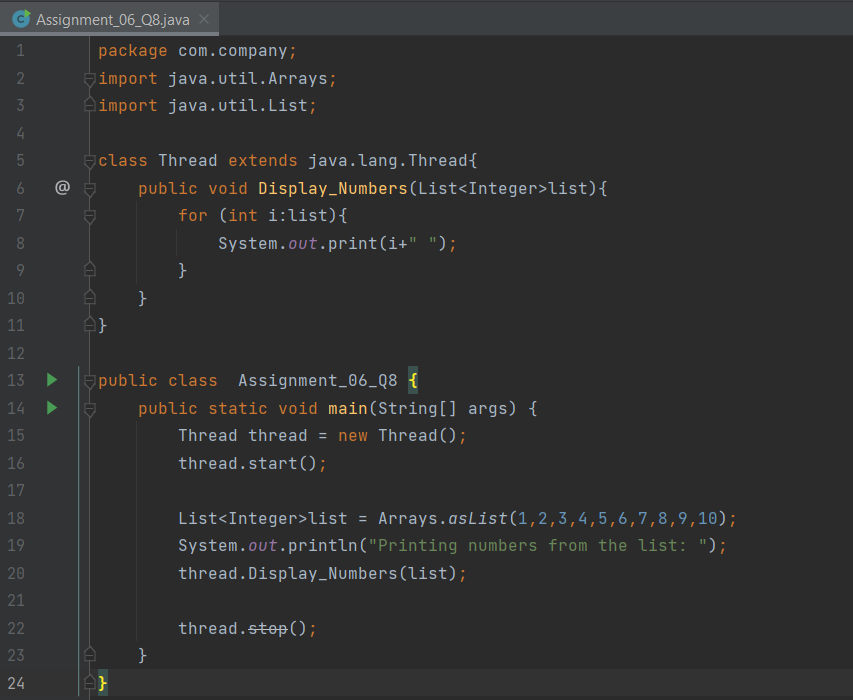 Assignment_06_Q8.java
1 package com.company;
2 import java.util.Arrays;
3 import java.util.List;
4
5 class Thread extends java.lang.Thread{
6 @ public void Display_Numbers(List<Integer>list){
7 for (int i:list){
8 System.out.print(i+" ");
9 }
10 }
11 }
12
13 public class  Assignment_06_Q8 {
14 public static void main(String[] args) {
15 Thread thread = new Thread();
16 thread.start();
17
18 List<Integer>list = Arrays.asList(1,2,3,4,5,6,7,8,9,10);
19 System.out.println("Printing numbers from the list: ");
20 thread.Display_Numbers(list);
21
22 thread.stop();
23 }
24 }